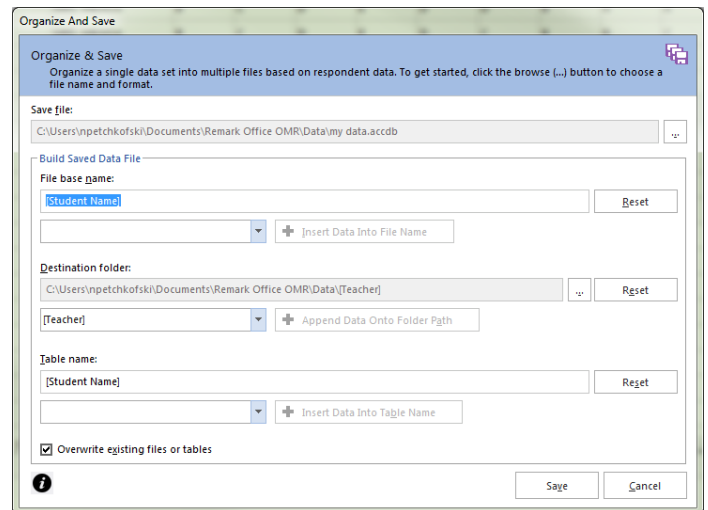 Organize And Save
Organize & Save
Organize a single data set into multiple files based on respondent data. To get started, click the browse (...) button to choose a
file name and format.
Save file:
C:\Users\npetchkofski\Documents\Remark Office OMR\Data\my data.accdb
...
Build Saved Data File
File base name:
[Student Name]
Reset
Insert Data Into File Name
Destination folder:
C:\Users\npetchkofski\Documents\Remark Office OMR\Data\[Teacher]
...
Reset
[Teacher]
Append Data Onto Folder Path
Table name:
[Student Name]
Reset
Insert Data Into Table Name
Overwrite existing files or tables
Save
Cancel